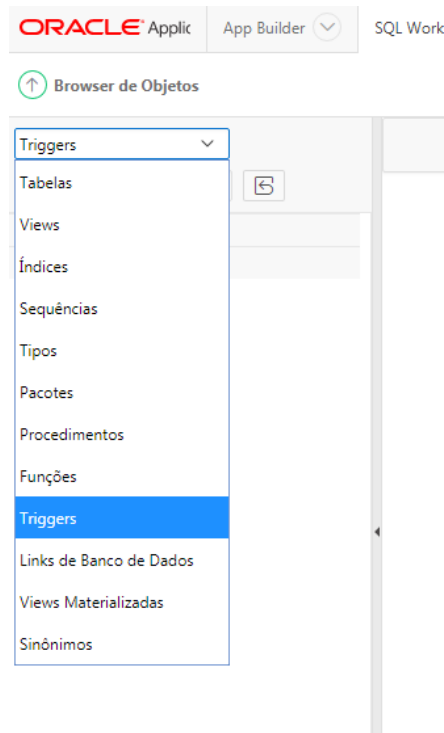 ORACLE Applic App Builder SQL Work
Browser de Objetos
Triggers
Tabelas
Views
Índices
Sequências
Tipos
Pacotes
Procedimentos
Funções
Triggers
Links de Banco de Dados
Views Materializadas
Sinônimos